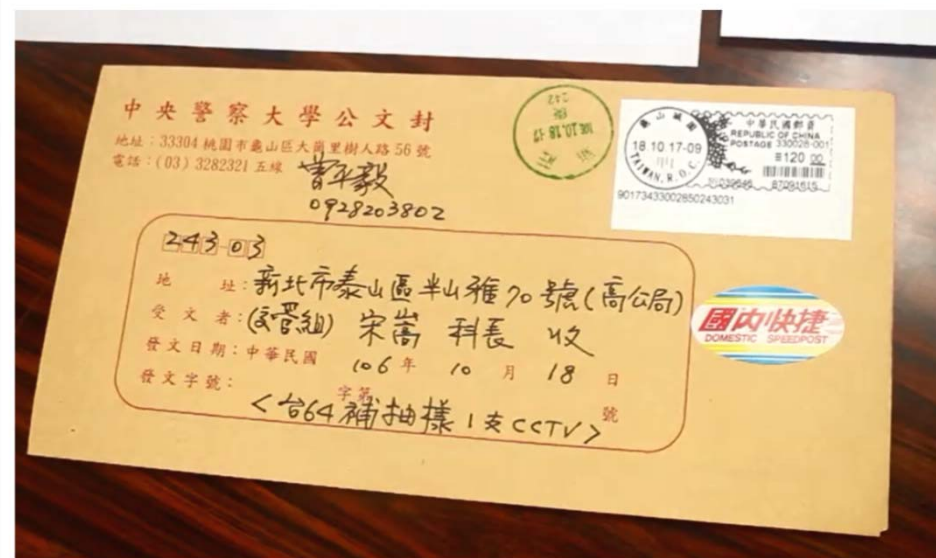 中央警察大學公文封
地址：33304 桃園市龜山區大崗里樹人路 56 號
電話：(03) 3282321 五線
曾平毅
0928203802
18 10.17-09
TAIWAN, R.O.C.
中華民國郵資
REPUBLIC OF CHINA
POSTAGE 330028-001
120 00
90173433002850243031
243-03
地 址：新北市泰山區半山雅70號(高公局)
受文者：(交管組) 宋嵩 科長 收
發文日期：中華民國 106 年 10 月 18 日
發文字號： 字第 號
<台64補抽樣1支CCTV>
國內快捷
DOMESTIC SPEEDPOST